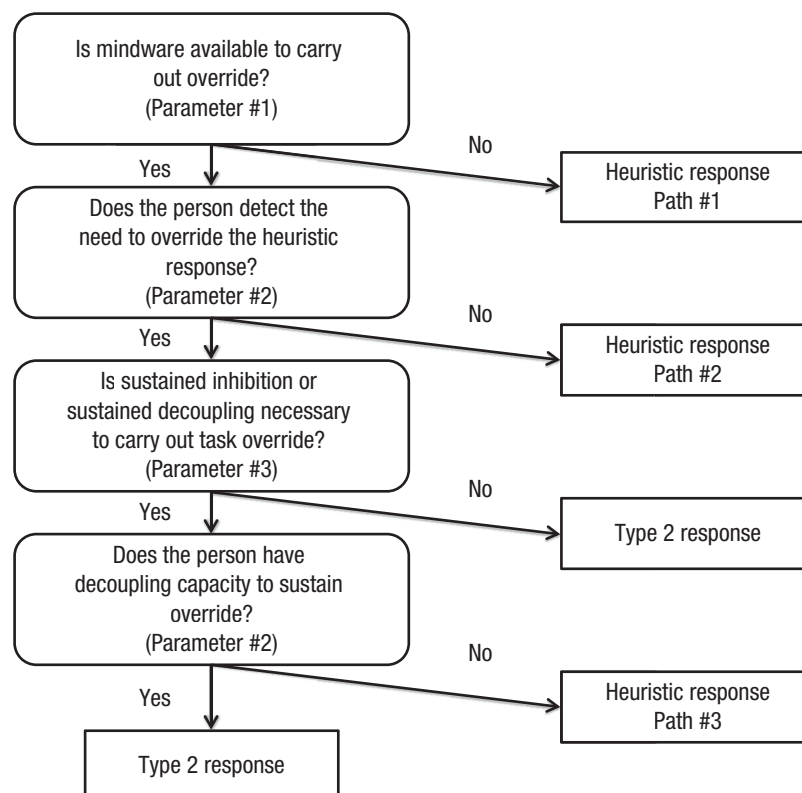 Is mindware available to carry
out override?
(Parameter #1)
No
Yes
Heuristic response
Path #1
Does the person detect the
need to override the heuristic
response?
(Parameter #2)
No
Yes
Heuristic response
Path #2
Is sustained inhibition or
sustained decoupling necessary
to carry out task override?
(Parameter #3)
No
Yes
Type 2 response
Does the person have
decoupling capacity to sustain
override?
(Parameter #2)
No
Yes
Heuristic response
Path #3
Type 2 response